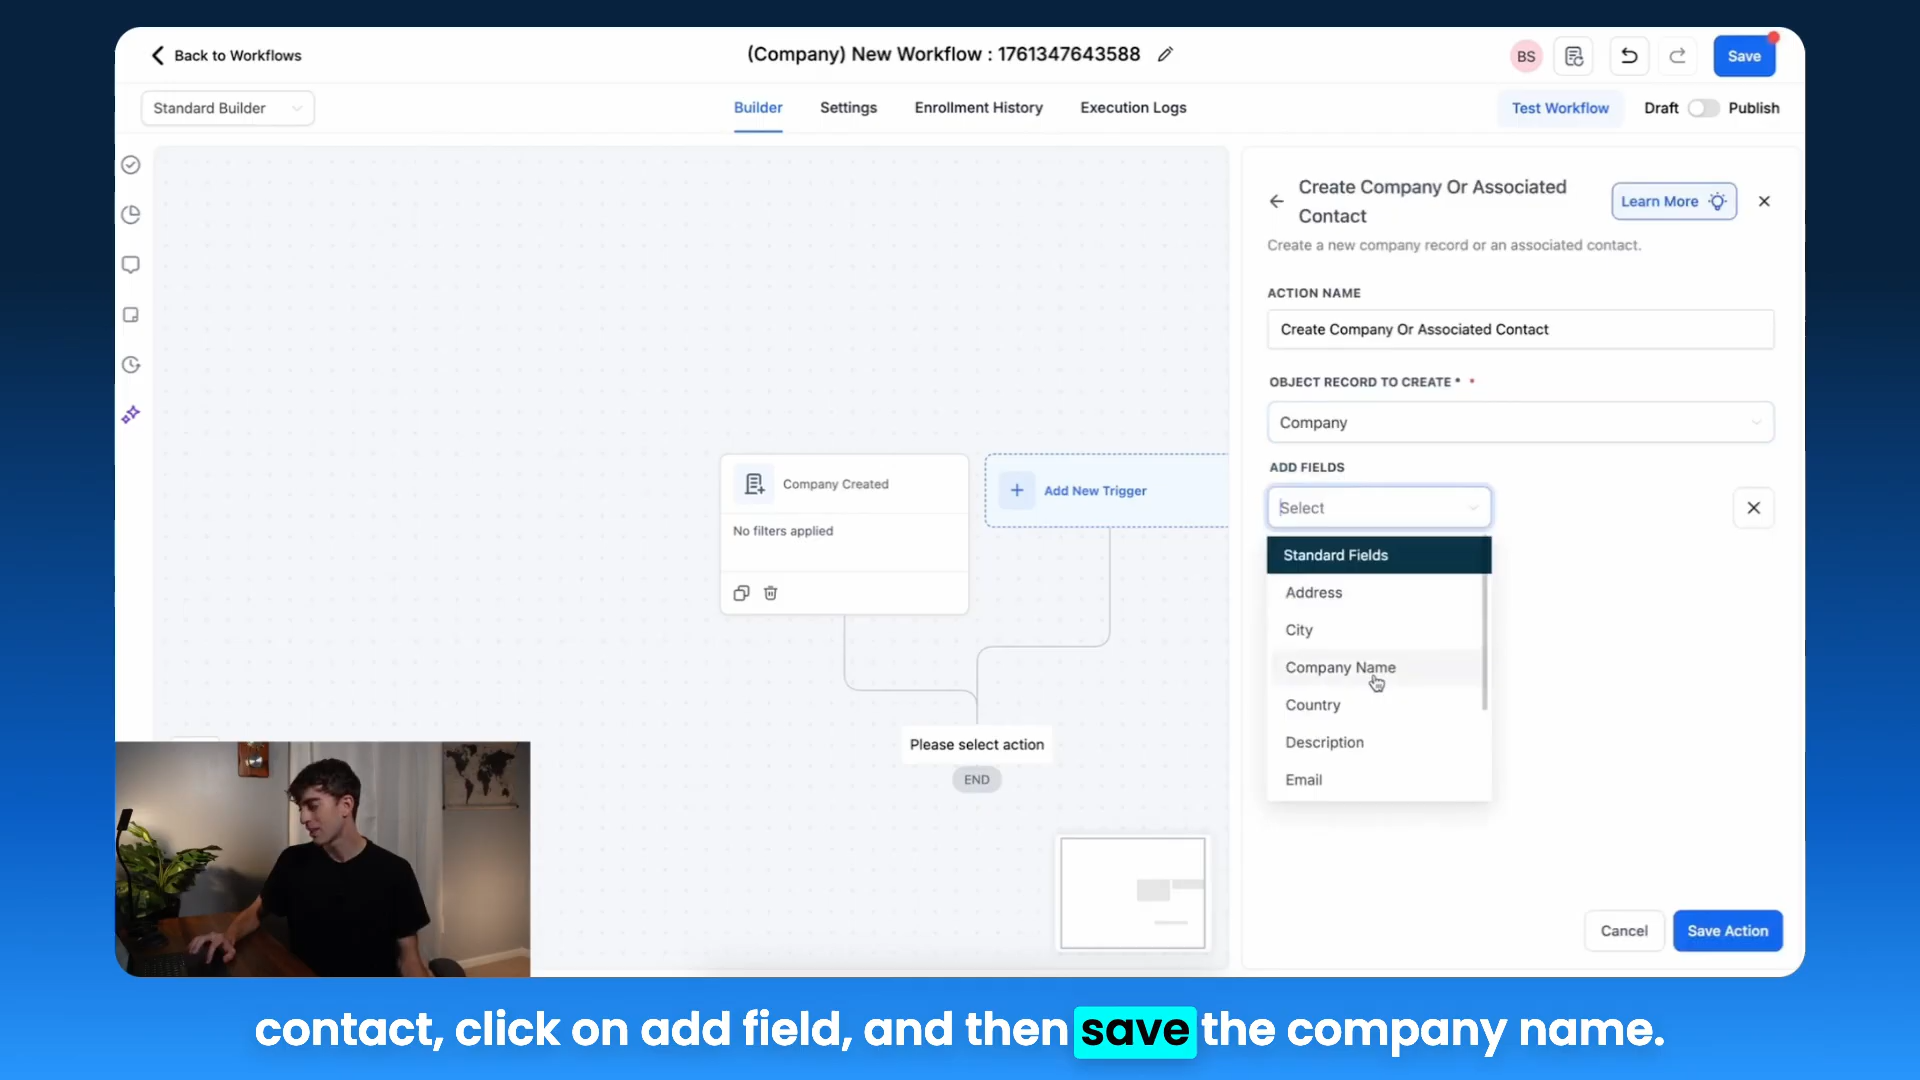 Back to Workflows
(Company) New Workflow : 1761347643588
BS
Save
Standard Builder
Builder
Settings
Enrollment History
Execution Logs
Test Workflow
Draft
Publish
Create Company Or Associated
Contact
Learn More
Create a new company record or an associated contact.
ACTION NAME
Create Company Or Associated Contact
OBJECT RECORD TO CREATE * *
Company
ADD FIELDS
Select
Standard Fields
Address
City
Company Name
Country
Description
Email
Company Created
No filters applied
Add New Trigger
Please select action
END
Cancel
Save Action
contact, click on add field, and then save the company name.